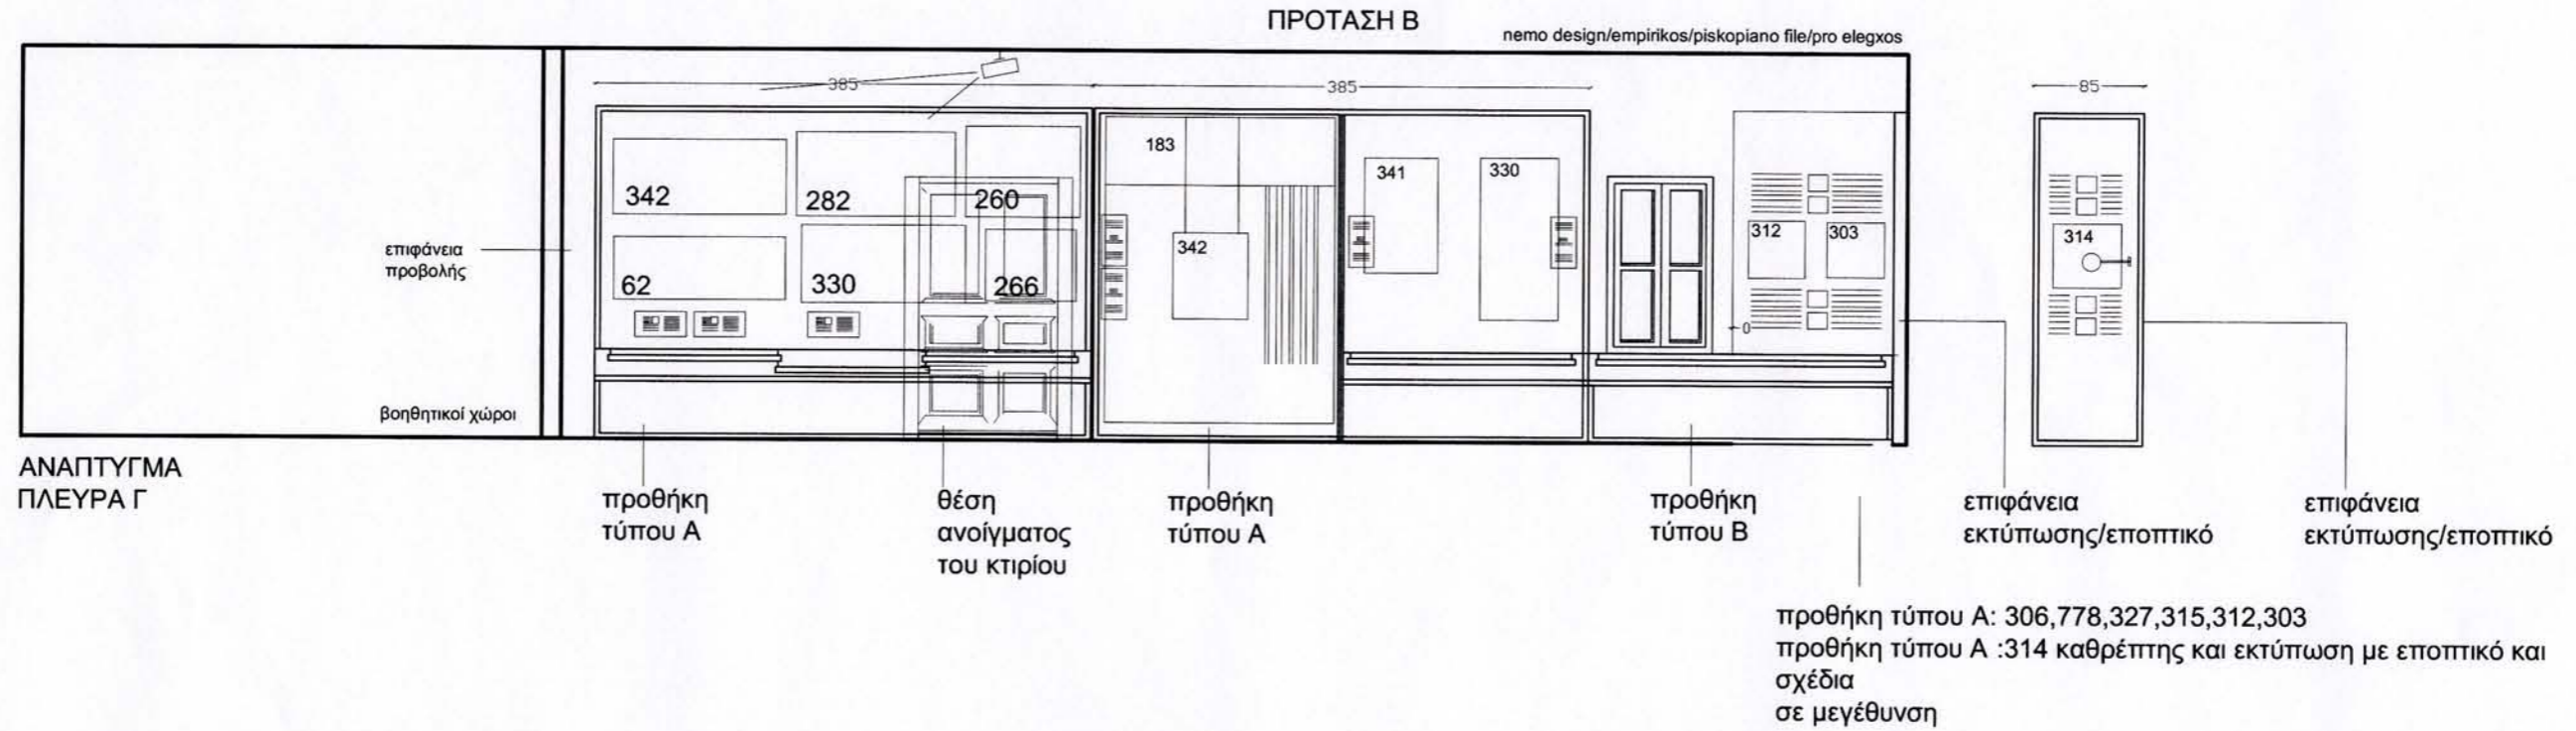 ΠΡΟΤΑΣΗ Β
nemo design/empirikos/piskopiano file/pro elegxos
385
385
85
342
282
260
62
330
266
183
342
341
330
312
303
0
314
επιφάνεια
προβολής
βοηθητικοί χώροι
ΑΝΑΠΤΥΓΜΑ
ΠΛΕΥΡΑ Γ
προθήκη
τύπου Α
θέση
ανοίγματος
του κτιρίου
προθήκη
τύπου Α
προθήκη
τύπου Β
επιφάνεια
εκτύπωσης/εποπτικό
επιφάνεια
εκτύπωσης/εποπτικό
προθήκη τύπου Α: 306,778,327,315,312,303
προθήκη τύπου Α :314 καθρέπτης και εκτύπωση με εποπτικό και
σχέδια
σε μεγέθυνση